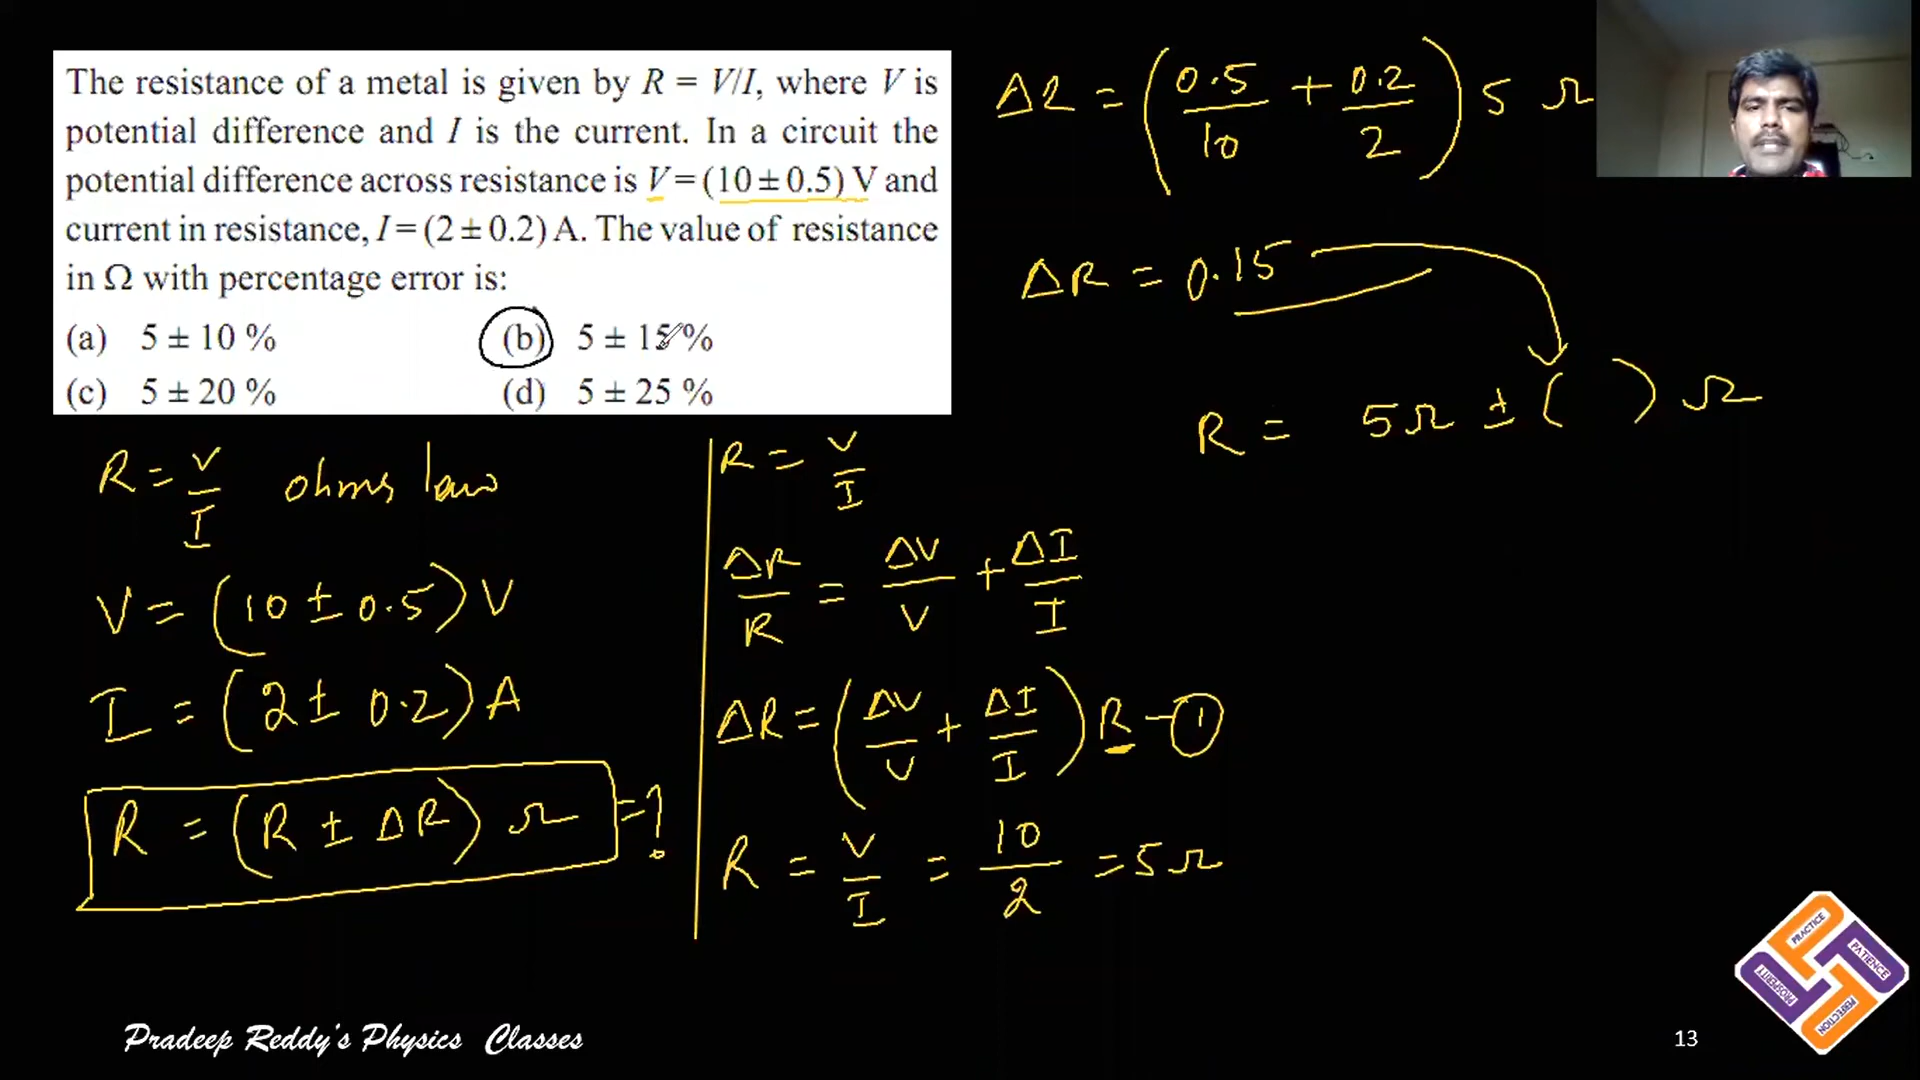 The resistance of a metal is given by R = V/I, where V is
potential difference and I is the current. In a circuit the
potential difference across resistance is V = (10 ± 0.5) V and
current in resistance, I = (2 ± 0.2) A. The value of resistance
in Ω with percentage error is:
(a) 5 ± 10 % (b) 5 ± 15 %
(c) 5 ± 20 % (d) 5 ± 25 %
R = V/I ohms law
V = (10 ± 0.5) V
I = (2 ± 0.2) A
R = (R ± ΔR) Ω = ?
R = V/I
ΔR/R = ΔV/V + ΔI/I
ΔR = (ΔV/V + ΔI/I) R - 1
R = V/I = 10/2 = 5 Ω
ΔR = (0.5/10 + 0.2/2) 5 Ω
ΔR = 0.15
R = 5 Ω ± ( ) Ω
PRACTICE
PATIENCE
PROSPERITY
PERFECTION
Pradeep Reddy's Physics Classes
13